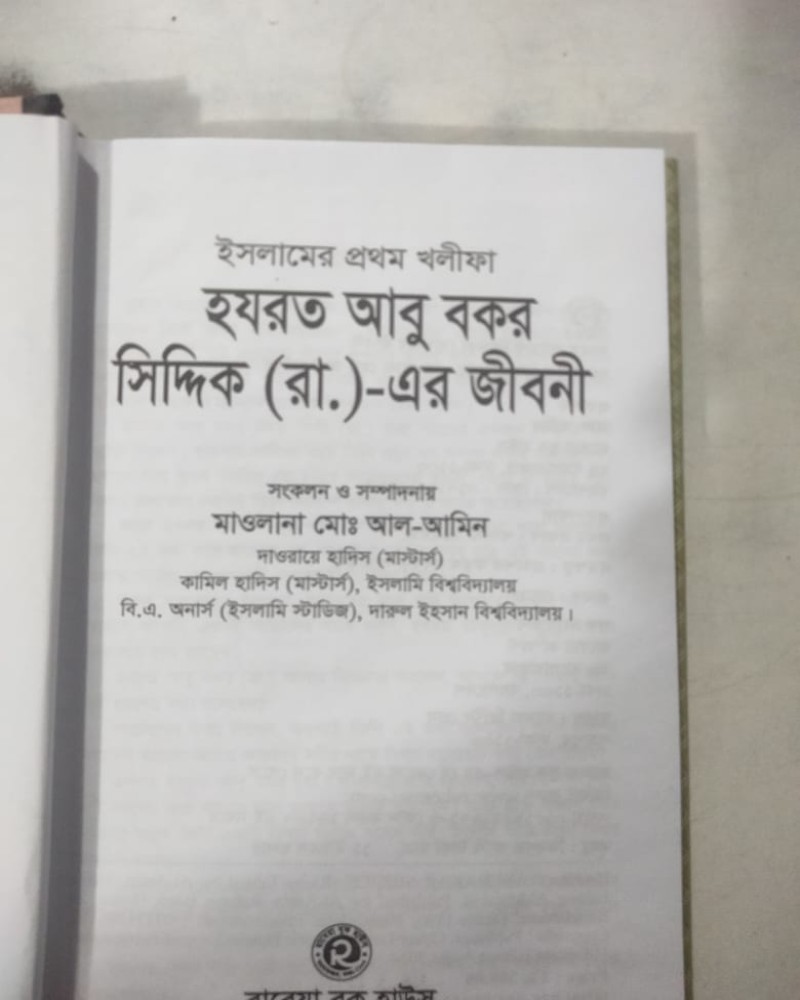 ইসলামের প্রথম খলীফা
হযরত আবু বকর
সিদ্দিক (রা.)-এর জীবনী
সংকলন ও সম্পাদনায়
মাওলানা মোঃ আল-আমিন
দাওরায়ে হাদিস (মাস্টার্স)
কামিল হাদিস (মাস্টার্স), ইসলামি বিশ্ববিদ্যালয়
বি.এ. অনার্স (ইসলামি স্টাডিজ), দারুল ইহসান বিশ্ববিদ্যালয়।
রাবেয়া বুক হাউস